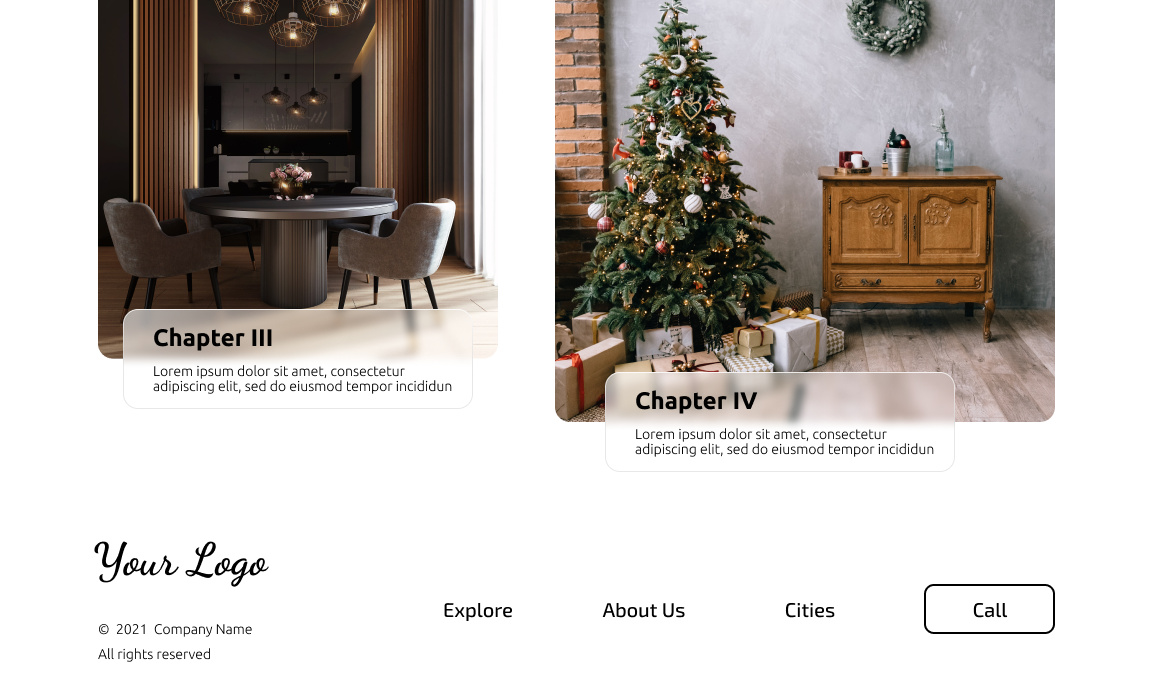 Chapter III
Lorem ipsum dolor sit amet, consectetur
adipiscing elit, sed do eiusmod tempor incididun
Chapter IV
Lorem ipsum dolor sit amet, consectetur
adipiscing elit, sed do eiusmod tempor incididun
Your Logo
© 2021 Company Name
All rights reserved
Explore
About Us
Cities
Call